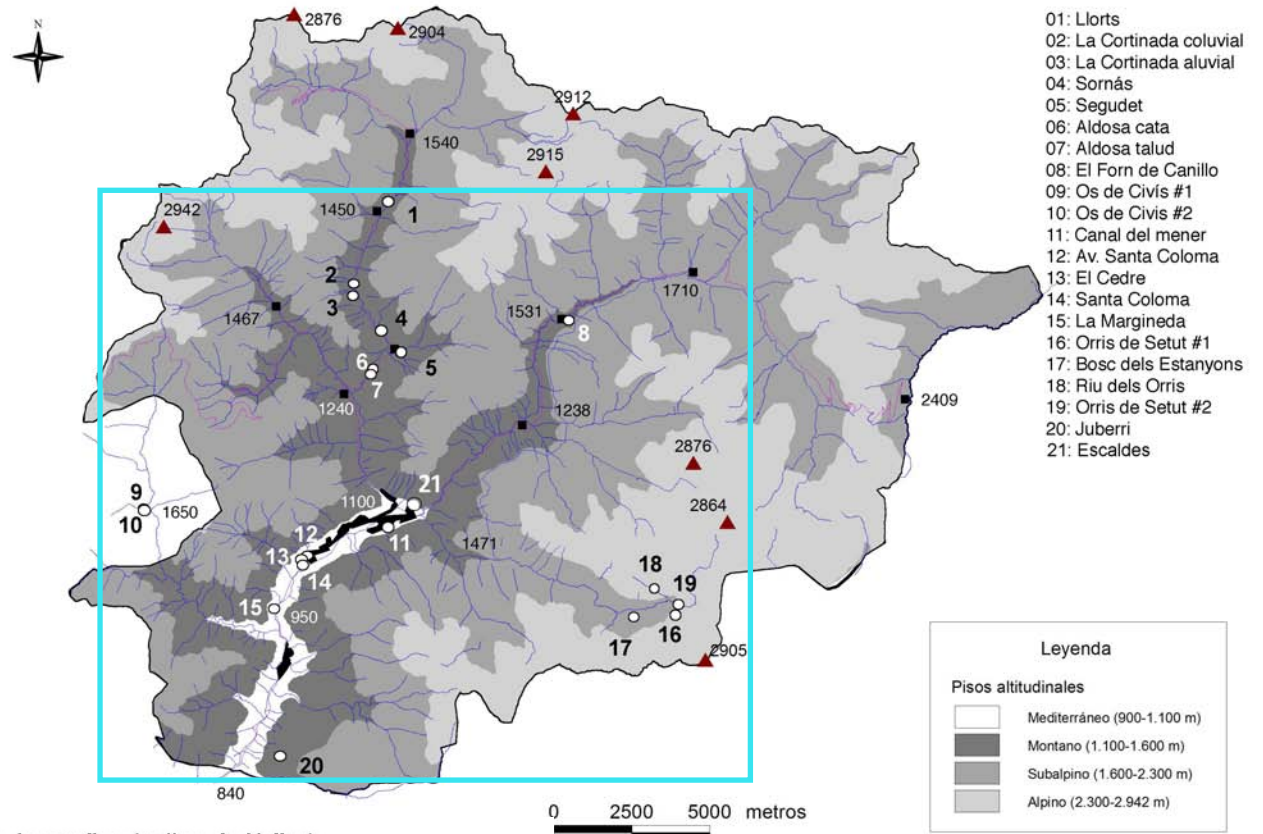 N
2876
2904
2912
2915
1540
2942
1450
1
2
3
4
1467
1531
8
1710
5
6
7
1240
1238
2409
2876
2864
9
10
1650
1100
21
11
12
13
14
1471
15
950
18
19
17
16
2905
20
840
01: Llorts
02: La Cortinada coluvial
03: La Cortinada aluvial
04: Sornás
05: Segudet
06: Aldosa cata
07: Aldosa talud
08: El Forn de Canillo
09: Os de Civís #1
10: Os de Civis #2
11: Canal del mener
12: Av. Santa Coloma
13: El Cedre
14: Santa Coloma
15: La Margineda
16: Orris de Setut #1
17: Bosc dels Estanyons
18: Riu dels Orris
19: Orris de Setut #2
20: Juberri
21: Escaldes
Leyenda
Pisos altitudinales
Mediterráneo (900-1.100 m)
Montano (1.100-1.600 m)
Subalpino (1.600-2.300 m)
Alpino (2.300-2.942 m)
0 2500 5000 metros